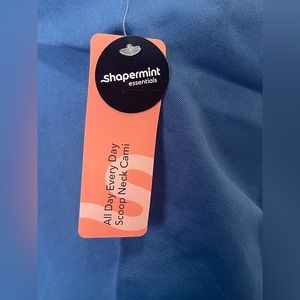 Shapermint
essentials
All Day Every Day
Scoop Neck Cami